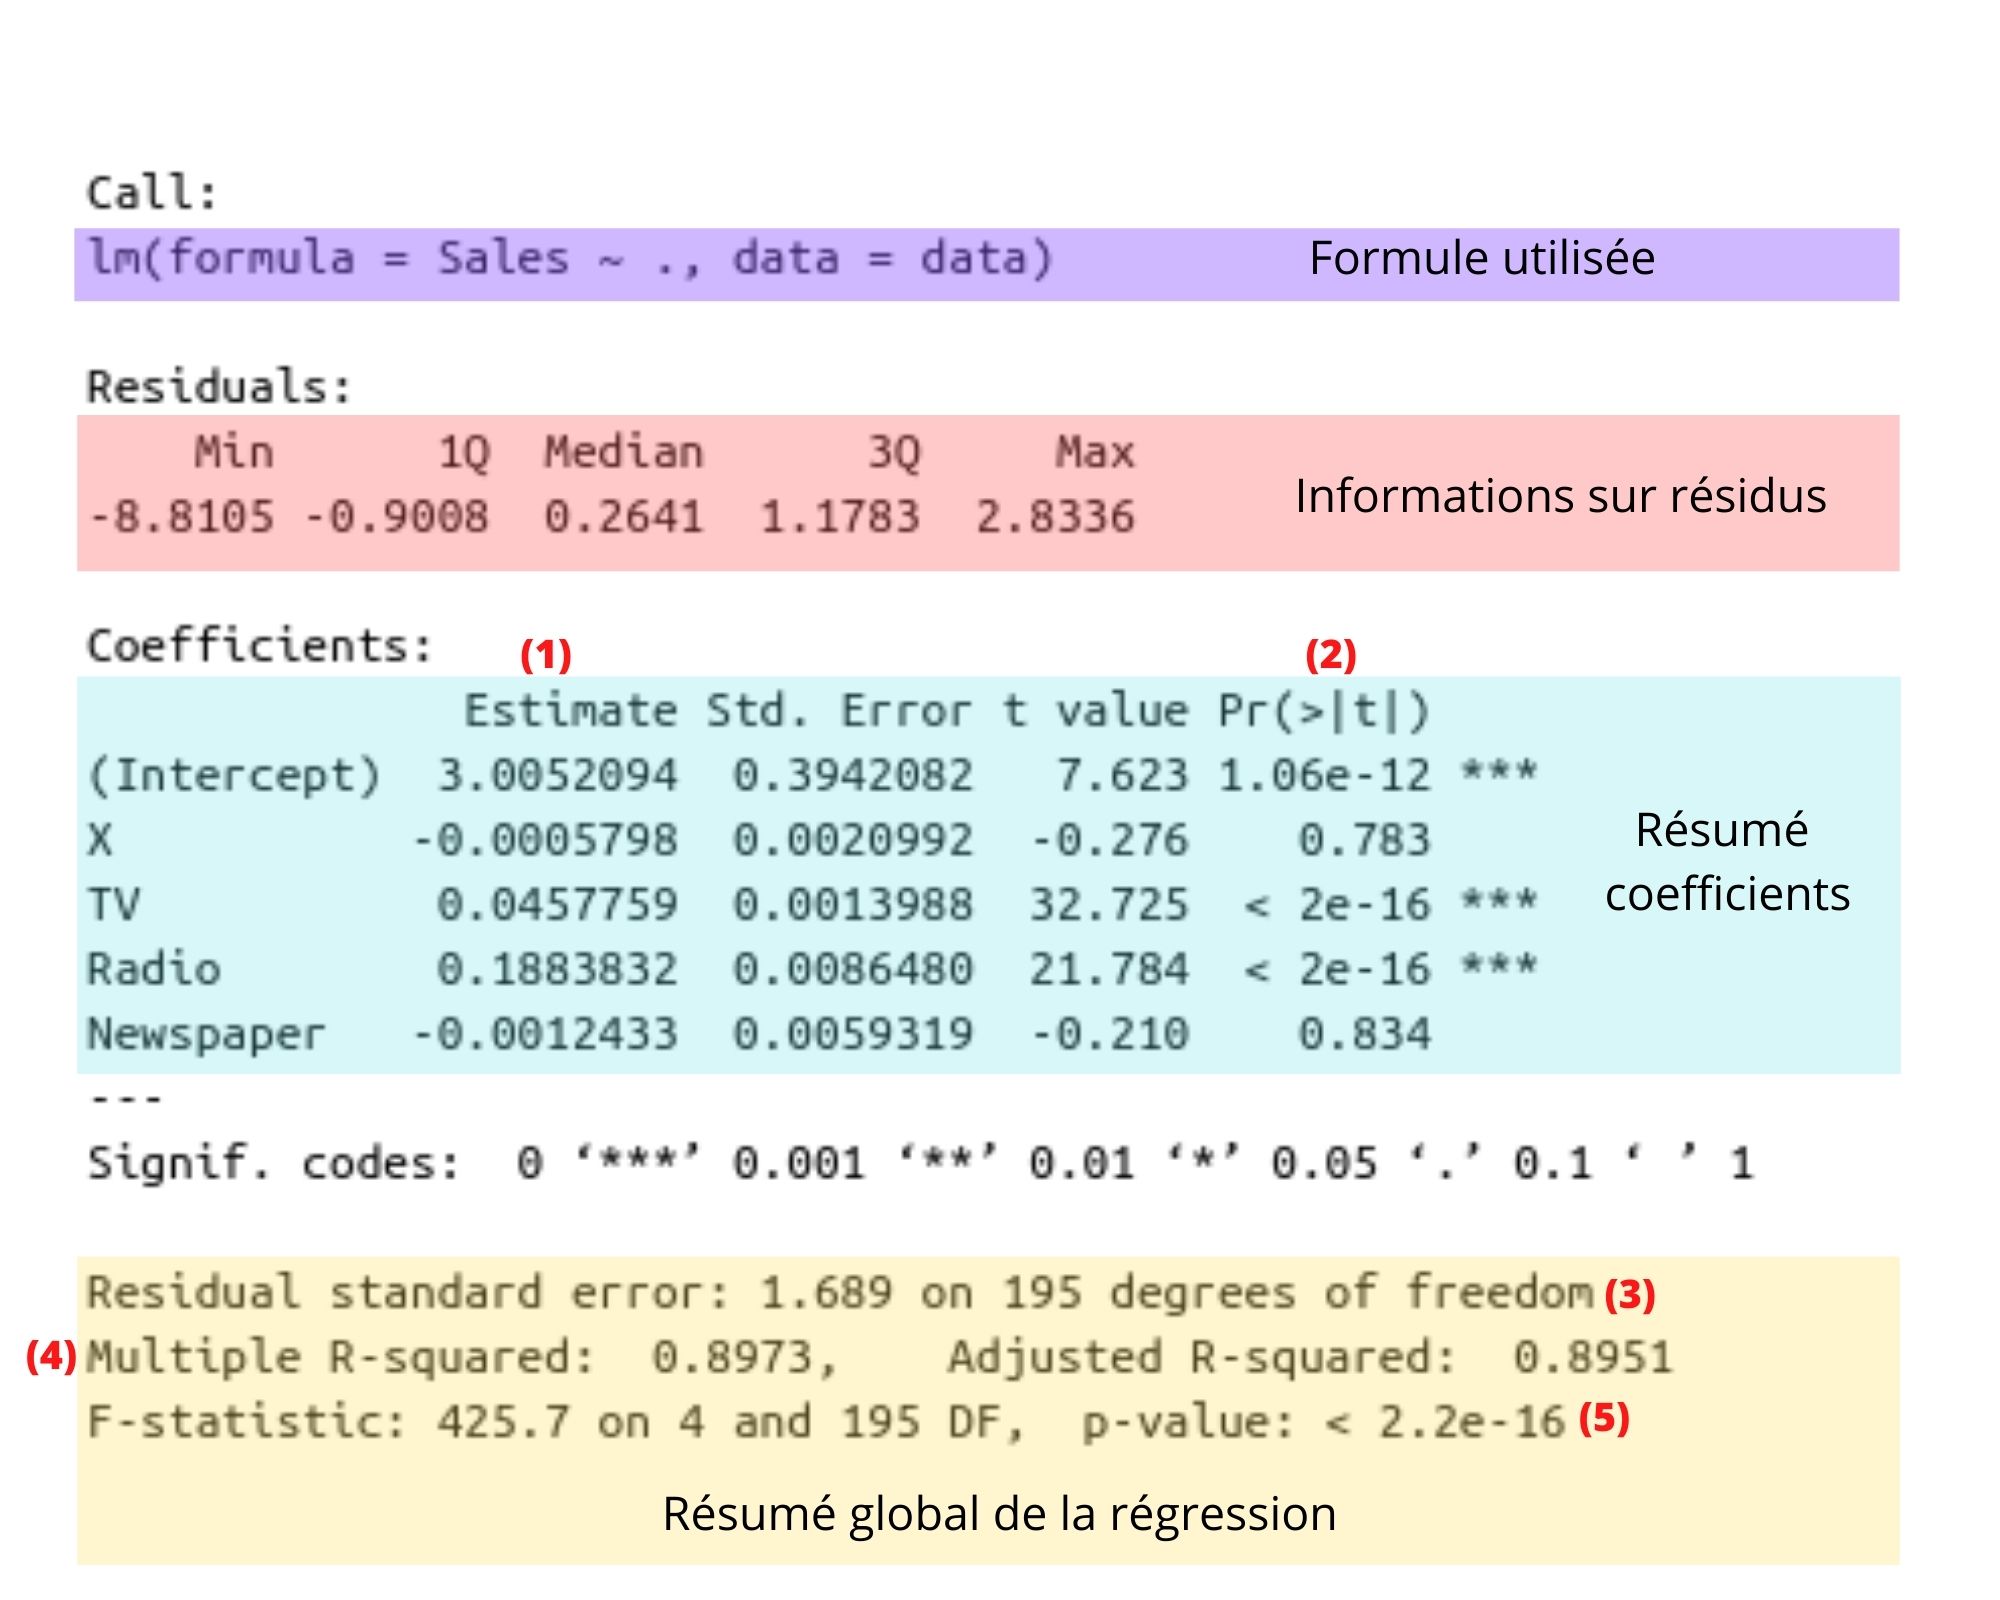 Call:
lm(formula = Sales ~ ., data = data) Formule utilisée
Residuals:
Min 1Q Median 3Q Max
-8.8105 -0.9008 0.2641 1.1783 2.8336
Informations sur résidus
Coefficients: (1) (2)
Estimate Std. Error t value Pr(>|t|)
(Intercept) 3.0052094 0.3942082 7.623 1.06e-12 ***
X -0.0005798 0.0020992 -0.276 0.783
TV 0.0457759 0.0013988 32.725 < 2e-16 ***
Radio 0.1883832 0.0086480 21.784 < 2e-16 ***
Newspaper -0.0012433 0.0059319 -0.210 0.834
Résumé
coefficients
---
Signif. codes: 0 ‘***’ 0.001 ‘**’ 0.01 ‘*’ 0.05 ‘.’ 0.1 ‘ ’ 1
Residual standard error: 1.689 on 195 degrees of freedom (3)
(4) Multiple R-squared: 0.8973, Adjusted R-squared: 0.8951
F-statistic: 425.7 on 4 and 195 DF, p-value: < 2.2e-16 (5)
Résumé global de la régression